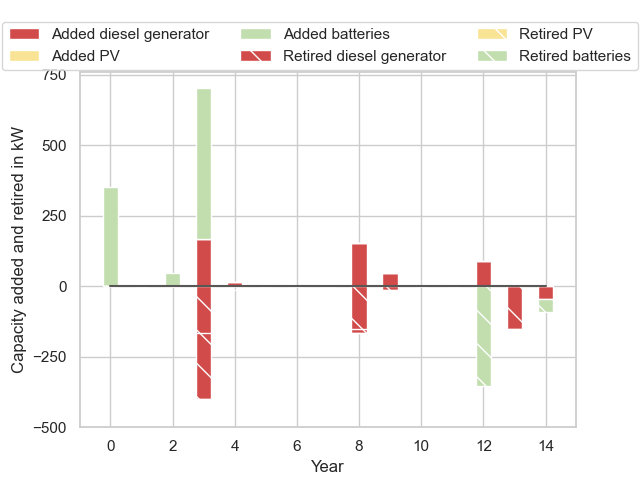 Added diesel generator Added batteries Retired PV
Added PV Retired diesel generator Retired batteries
750
500
250
0
−250
−500
Capacity added and retired in kW
0 2 4 6 8 10 12 14
Year